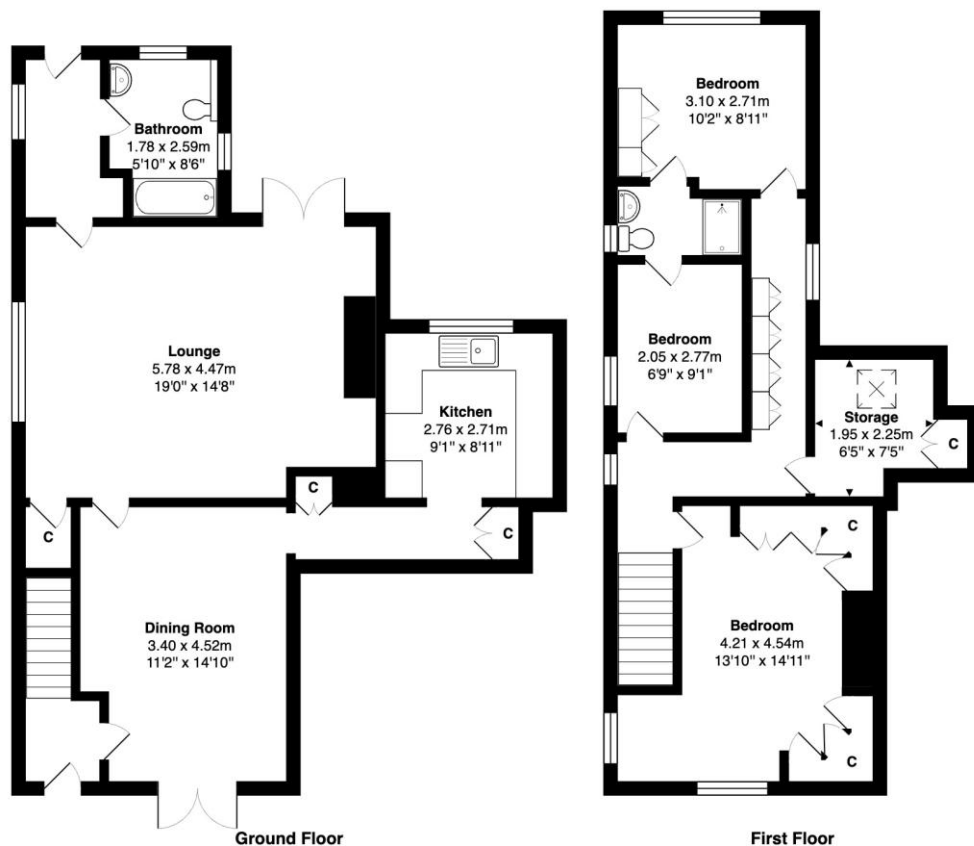 Bathroom
1.78 x 2.59m
5'10" x 8'6"
Lounge
5.78 x 4.47m
19'0" x 14'8"
Kitchen
2.76 x 2.71m
9'1" x 8'11"
C
C
C
Dining Room
3.40 x 4.52m
11'2" x 14'10"
Ground Floor
Bedroom
3.10 x 2.71m
10'2" x 8'11"
Bedroom
2.05 x 2.77m
6'9" x 9'1"
Storage
1.95 x 2.25m
6'5" x 7'5"
C
C
Bedroom
4.21 x 4.54m
13'10" x 14'11"
C
First Floor